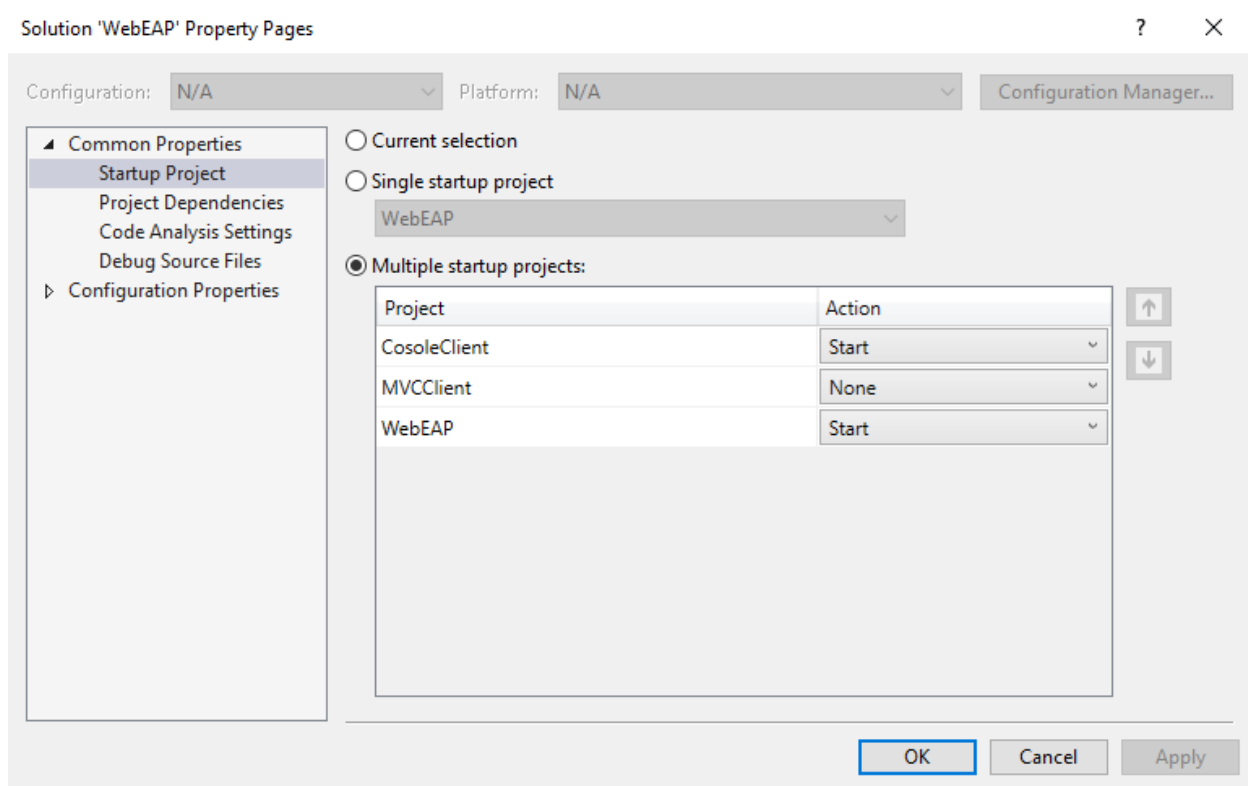 Solution 'WebEAP' Property Pages
?
Configuration: N/A Platform: N/A Configuration Manager...
Common Properties
Startup Project
Project Dependencies
Code Analysis Settings
Debug Source Files
Configuration Properties
Current selection
Single startup project
WebEAP
Multiple startup projects:
Project Action
CosoleClient Start
MVCClient None
WebEAP Start
OK Cancel Apply